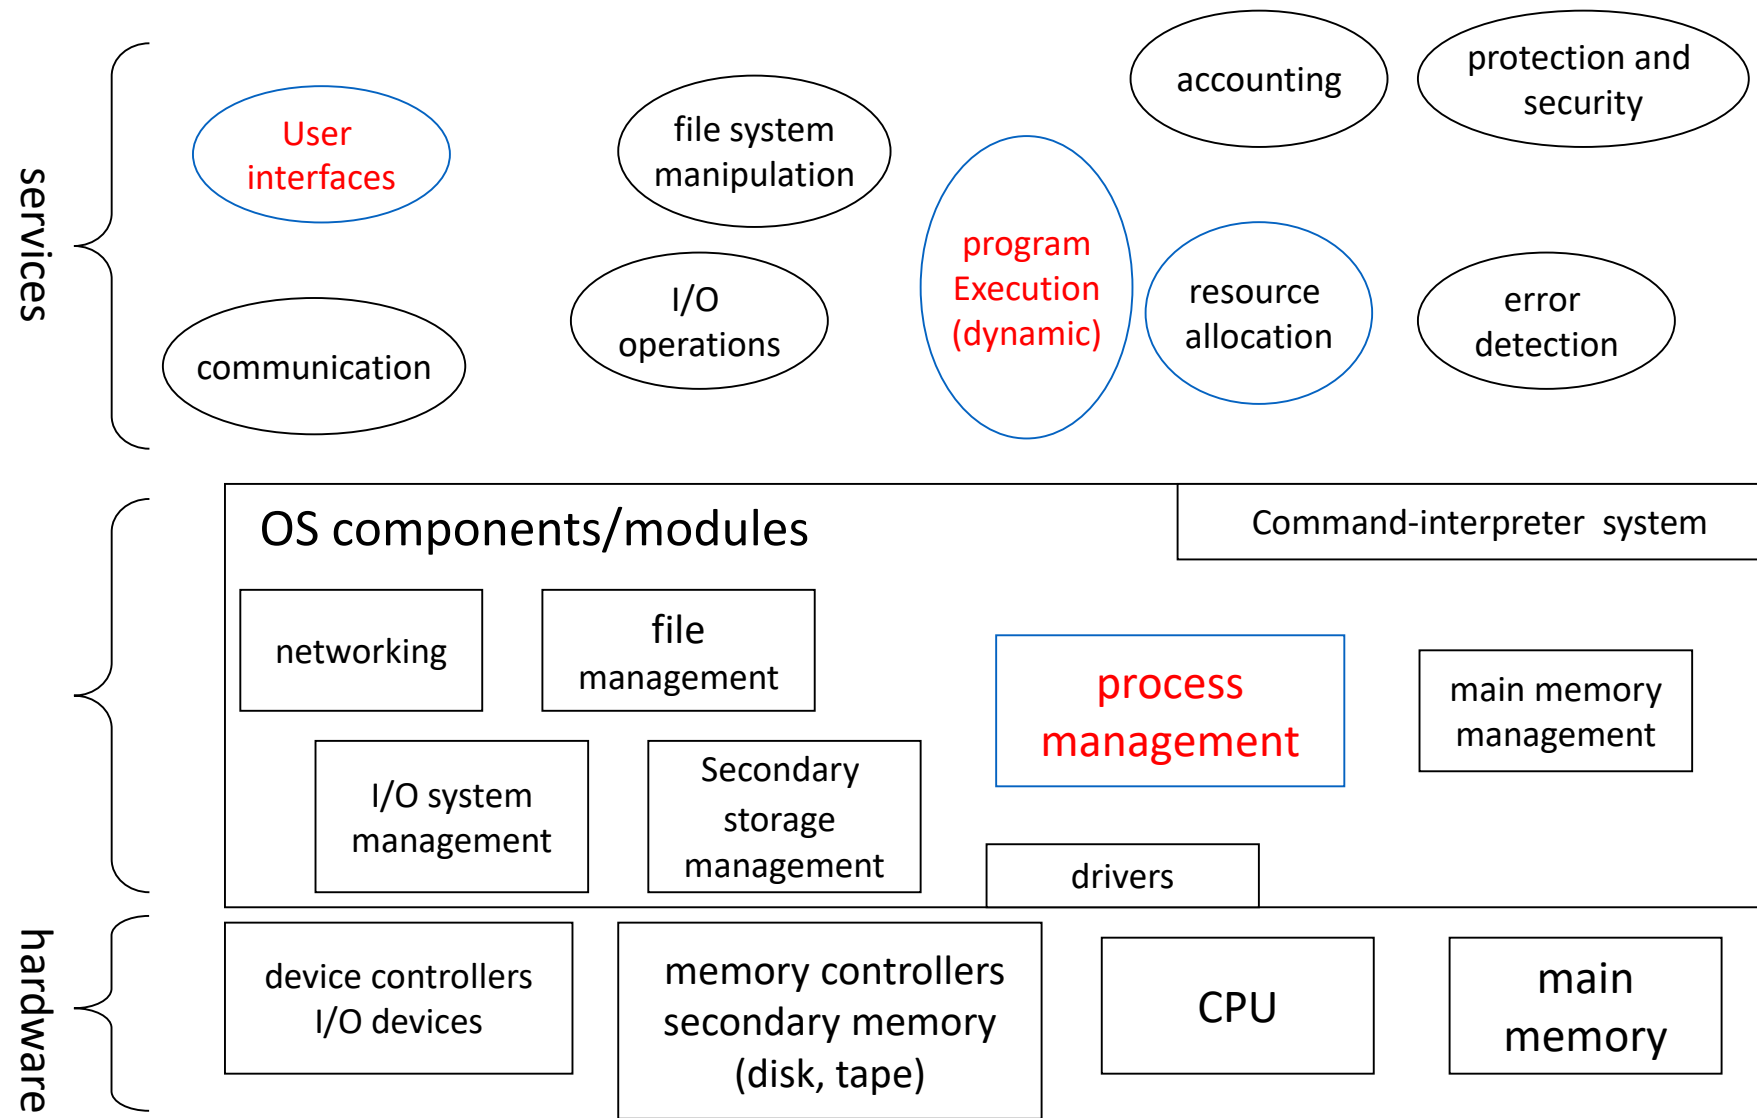 services
User
interfaces
file system
manipulation
accounting
protection and
security
communication
I/O
operations
program
Execution
(dynamic)
resource
allocation
error
detection
OS components/modules
Command-interpreter system
networking
file
management
process
management
main memory
management
I/O system
management
Secondary
storage
management
drivers
hardware
device controllers
I/O devices
memory controllers
secondary memory
(disk, tape)
CPU
main
memory